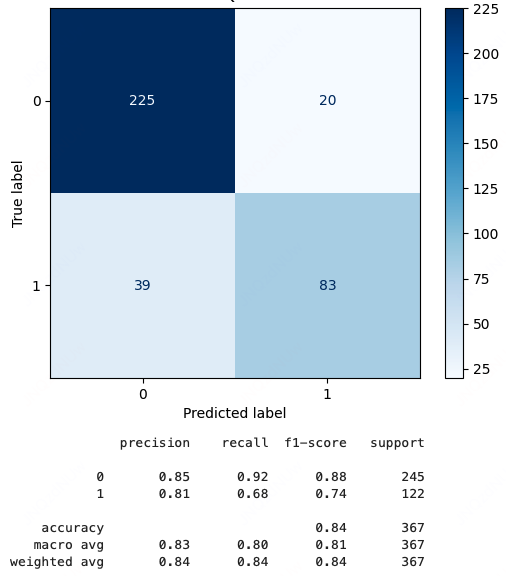 225
200
175
150
125
100
75
50
25
0
225
20
1
39
83
True label
0
1
Predicted label
precision recall f1-score support
0 0.85 0.92 0.88 245
1 0.81 0.68 0.74 122
accuracy 0.84 367
macro avg 0.83 0.80 0.81 367
weighted avg 0.84 0.84 0.84 367